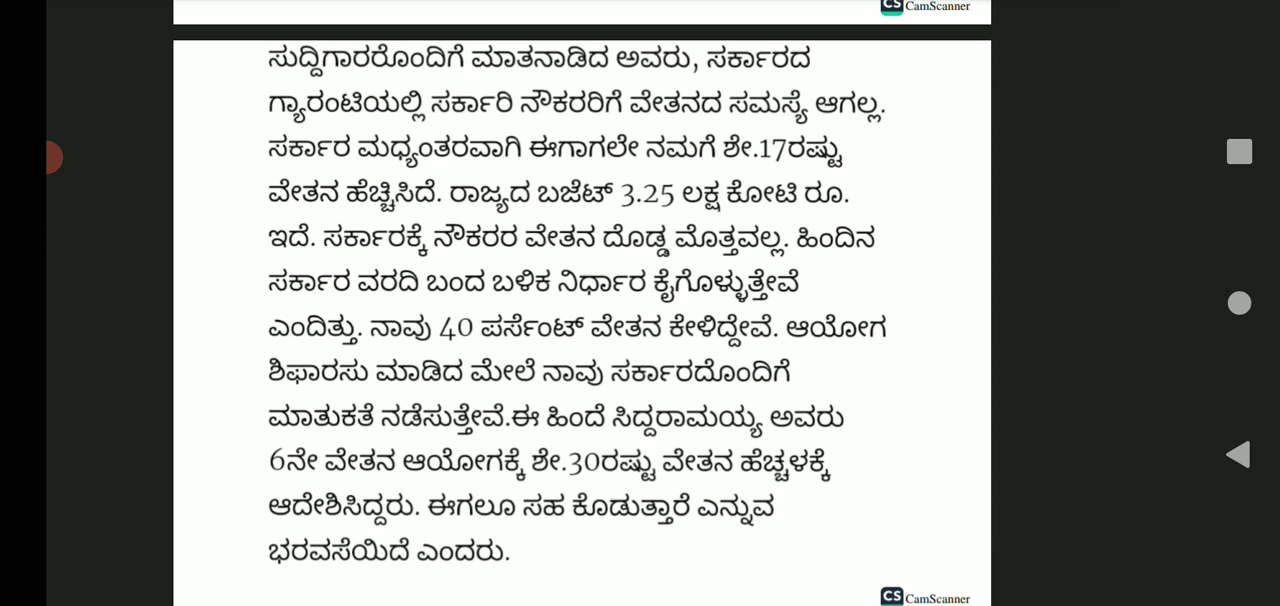 CS CamScanner
ಸುದ್ದಿಗಾರರೊಂದಿಗೆ ಮಾತನಾಡಿದ ಅವರು, ಸರ್ಕಾರದ
ಗ್ಯಾರಂಟಿಯಲ್ಲಿ ಸರ್ಕಾರಿ ನೌಕರರಿಗೆ ವೇತನದ ಸಮಸ್ಯೆ ಆಗಲ್ಲ.
ಸರ್ಕಾರ ಮಧ್ಯಂತರವಾಗಿ ಈಗಾಗಲೇ ನಮಗೆ ಶೇ.17ರಷ್ಟು
ವೇತನ ಹೆಚ್ಚಿಸಿದೆ. ರಾಜ್ಯದ ಬಜೆಟ್ 3.25 ಲಕ್ಷ ಕೋಟಿ ರೂ.
ಇದೆ. ಸರ್ಕಾರಕ್ಕೆ ನೌಕರರ ವೇತನ ದೊಡ್ಡ ಮೊತ್ತವಲ್ಲ. ಹಿಂದಿನ
ಸರ್ಕಾರ ವರದಿ ಬಂದ ಬಳಿಕ ನಿರ್ಧಾರ ಕೈಗೊಳ್ಳುತ್ತೇವೆ
ಎಂದಿತ್ತು. ನಾವು 40 ಪರ್ಸೆಂಟ್ ವೇತನ ಕೇಳಿದ್ದೇವೆ. ಆಯೋಗ
ಶಿಫಾರಸು ಮಾಡಿದ ಮೇಲೆ ನಾವು ಸರ್ಕಾರದೊಂದಿಗೆ
ಮಾತುಕತೆ ನಡೆಸುತ್ತೇವೆ.ಈ ಹಿಂದೆ ಸಿದ್ದರಾಮಯ್ಯ ಅವರು
6ನೇ ವೇತನ ಆಯೋಗಕ್ಕೆ ಶೇ.30ರಷ್ಟು ವೇತನ ಹೆಚ್ಚಳಕ್ಕೆ
ಆದೇಶಿಸಿದ್ದರು. ಈಗಲೂ ಸಹ ಕೊಡುತ್ತಾರೆ ಎನ್ನುವ
ಭರವಸೆಯಿದೆ ಎಂದರು.
CS CamScanner